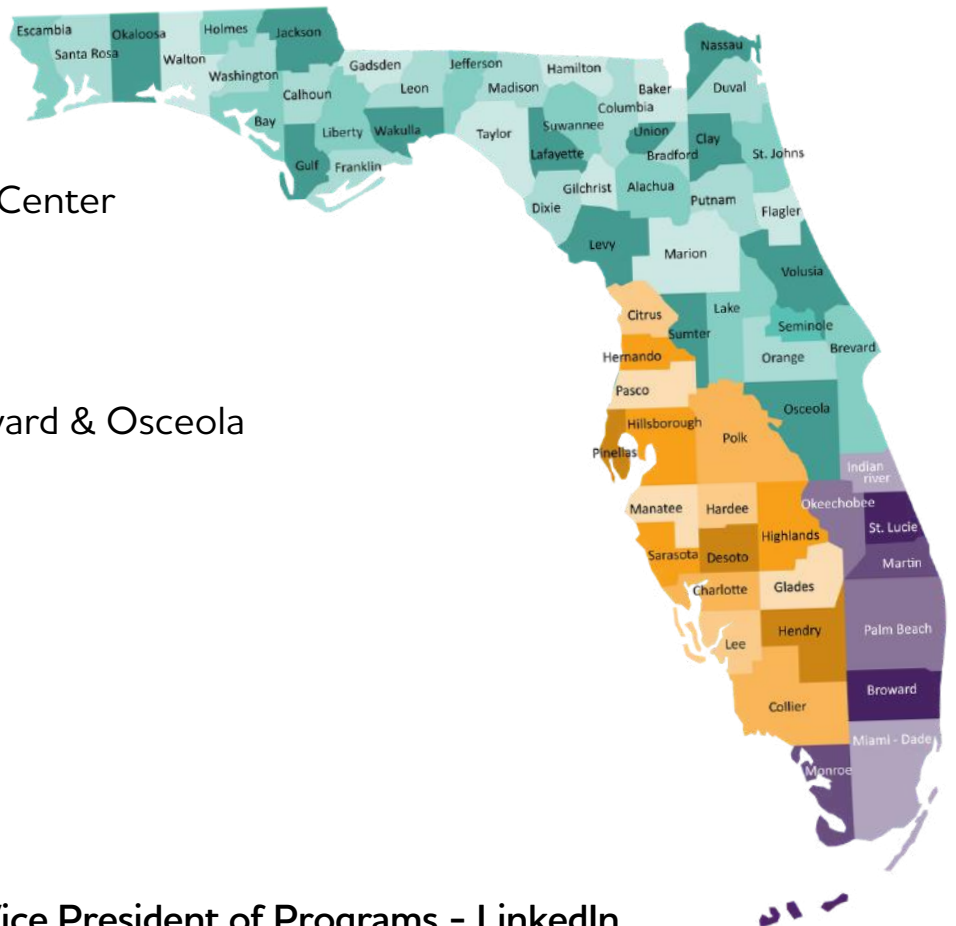 Escambia
Santa Rosa
Okaloosa
Walton
Holmes
Washington
Jackson
Bay
Calhoun
Gulf
Liberty
Franklin
Gadsden
Leon
Wakulla
Jefferson
Madison
Taylor
Hamilton
Suwannee
Lafayette
Columbia
Baker
Union
Bradford
Nassau
Duval
Clay
St. Johns
Gilchrist
Dixie
Alachua
Putnam
Flagler
Levy
Marion
Volusia
Center
Citrus
Sumter
Lake
Seminole
Orange
Brevard
Hernando
Pasco
Osceola
& Osceola
Hillsborough
Pinellas
Polk
Indian
river
Okeechobee
St. Lucie
Manatee
Hardee
Highlands
Sarasota
Desoto
Martin
Charlotte
Glades
Lee
Hendry
Palm Beach
Collier
Broward
Miami - Dade
Monroe
Vice President of Programs - LinkedIn